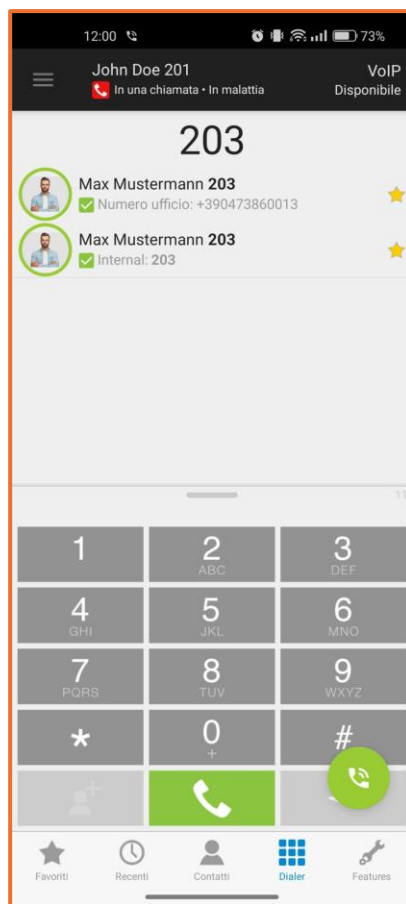 12:00 73%
John Doe 201 VoIP
In una chiamata • In malattia Disponibile
203
Max Mustermann 203
Numero ufficio: +390473860013
Max Mustermann 203
Internal: 203
1 2 3
ABC DEF
4 5 6
GHI JKL MNO
7 8 9
PQRS TUV WXYZ
* 0 #
+
Favoriti Recenti Contatti Dialer Features